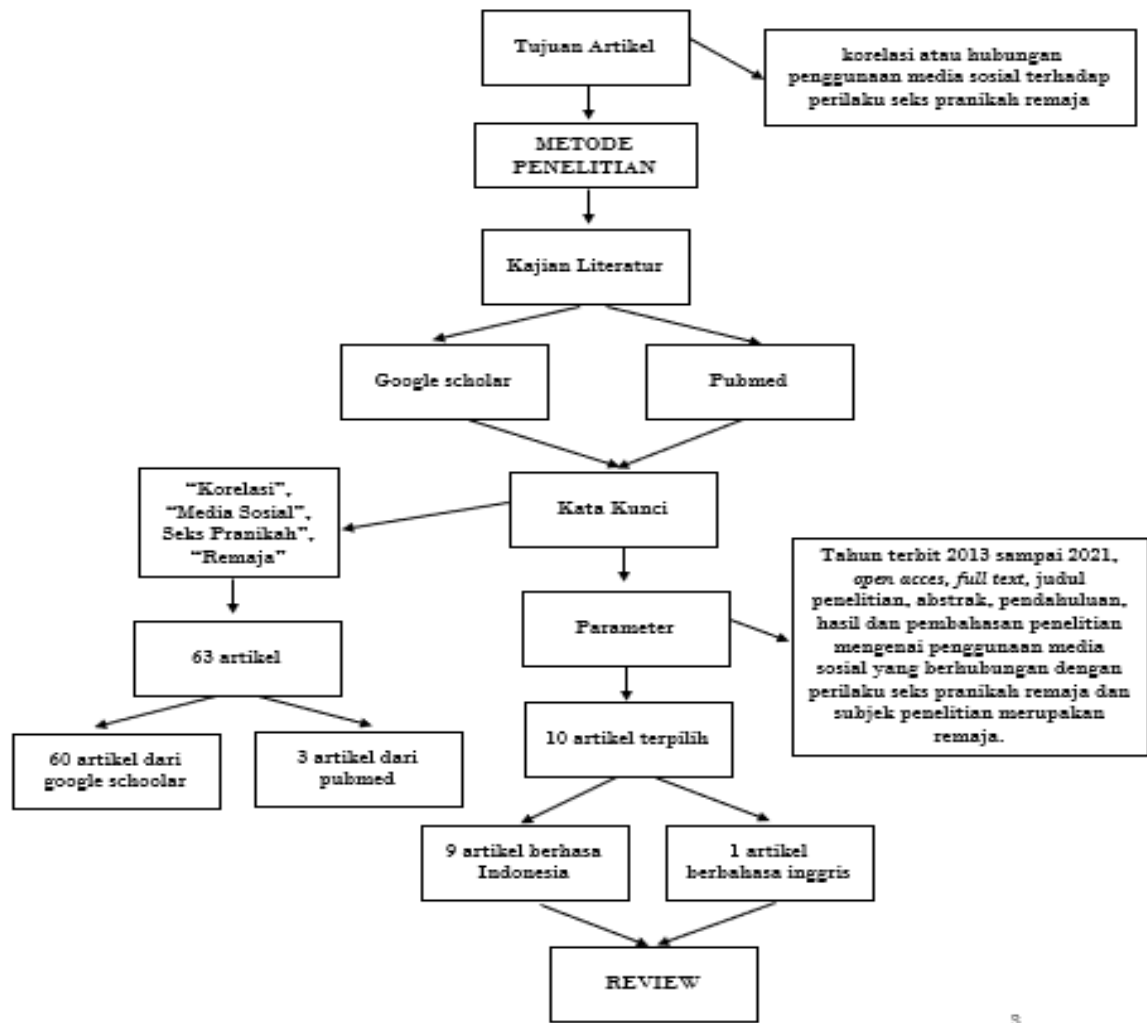 Tujuan Artikel
korelasi atau hubungan
penggunaan media sosial terhadap
perilaku seks pranikah remaja
METODE
PENELITIAN
Kajian Literatur
Google scholar
Pubmed
“Korelasi”,
“Media Sosial”,
Seks Pranikah”,
“Remaja”
Kata Kunci
Tahun terbit 2013 sampai 2021,
open acces, full text, judul
penelitian, abstrak, pendahuluan,
hasil dan pembahasan penelitian
mengenai penggunaan media
sosial yang berhubungan dengan
perilaku seks pranikah remaja dan
subjek penelitian merupakan
remaja.
Parameter
63 artikel
60 artikel dari
google schoolar
3 artikel dari
pubmed
10 artikel terpilih
9 artikel berhasa
Indonesia
1 artikel
berbahasa inggris
REVIEW